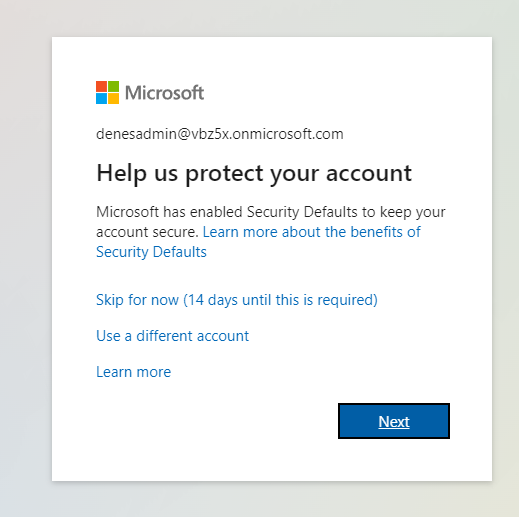 Microsoft
denesadmin@vbz5x.onmicrosoft.com
Help us protect your account
Microsoft has enabled Security Defaults to keep your
account secure. Learn more about the benefits of
Security Defaults
Skip for now (14 days until this is required)
Use a different account
Learn more
Next